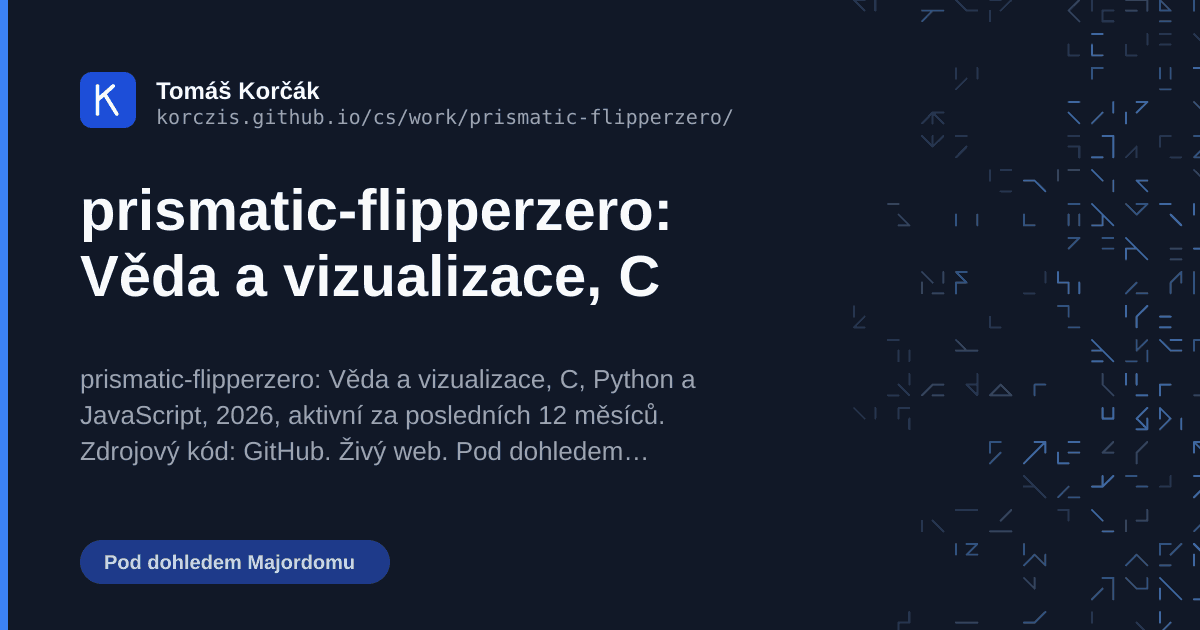 Tomáš Korčák
korczis.github.io/cs/work/prismatic-flipperzero/
prismatic-flipperzero:
Věda a vizualizace, C
prismatic-flipperzero: Věda a vizualizace, C, Python a
JavaScript, 2026, aktivní za posledních 12 měsíců.
Zdrojový kód: GitHub. Živý web. Pod dohledem…
Pod dohledem Majordomu